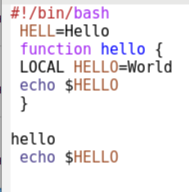 #!/bin/bash
HELL=Hello
function hello {
LOCAL HELLO=World
echo $HELLO
}
hello
echo $HELLO